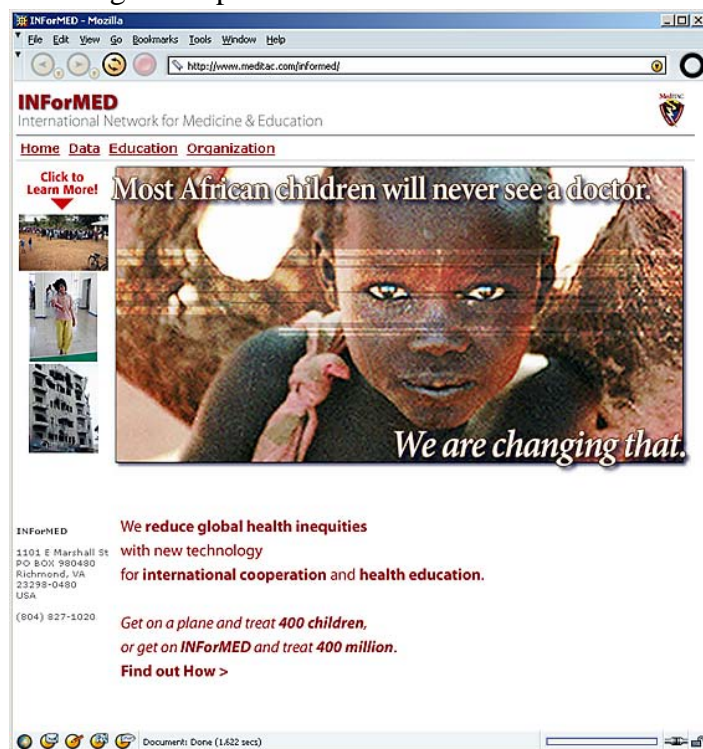 INForMED - Mozilla
File Edit View Go Bookmarks Tools Window Help
http://www.meditac.com/informed/
INForMED
International Network for Medicine & Education
MediTAC
Home Data Education Organization
Click to
Learn More!
Most African children will never see a doctor.
We are changing that.
INForMED
1101 E Marshall St
PO BOX 980480
Richmond, VA
23298-0480
USA
(804) 827-1020
We reduce global health inequities
with new technology
for international cooperation and health education.
Get on a plane and treat 400 children,
or get on INForMED and treat 400 million.
Find out How >
Document: Done (1.622 secs)